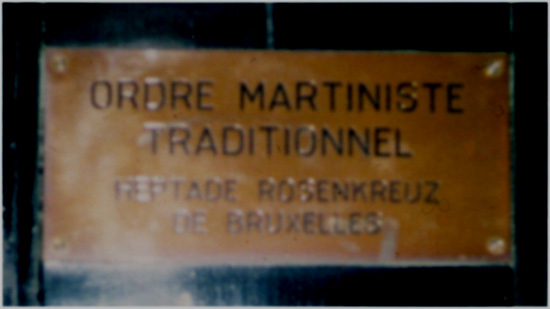 ORDRE MARTINISTE
TRADITIONNEL
HEPTADE ROSENKREUZ
DE BRUXELLES